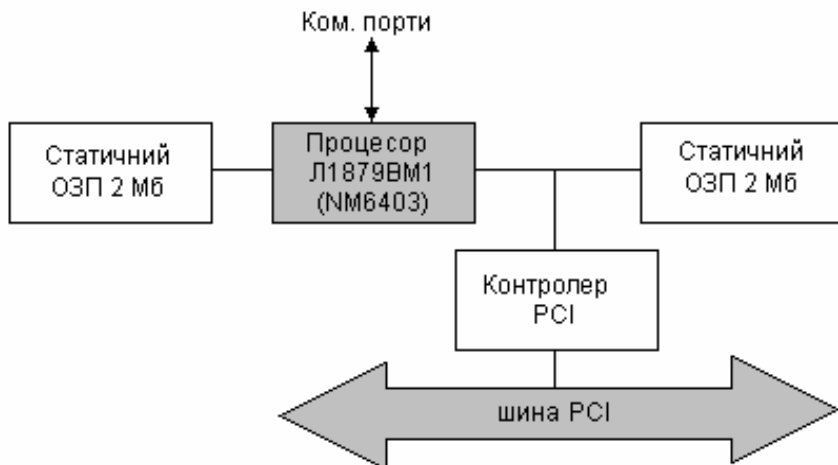 Ком. порти
Статичний
ОЗП 2 Мб
Процесор
Л1879ВМ1
(NM6403)
Статичний
ОЗП 2 Мб
Контролер
PCI
шина PCI